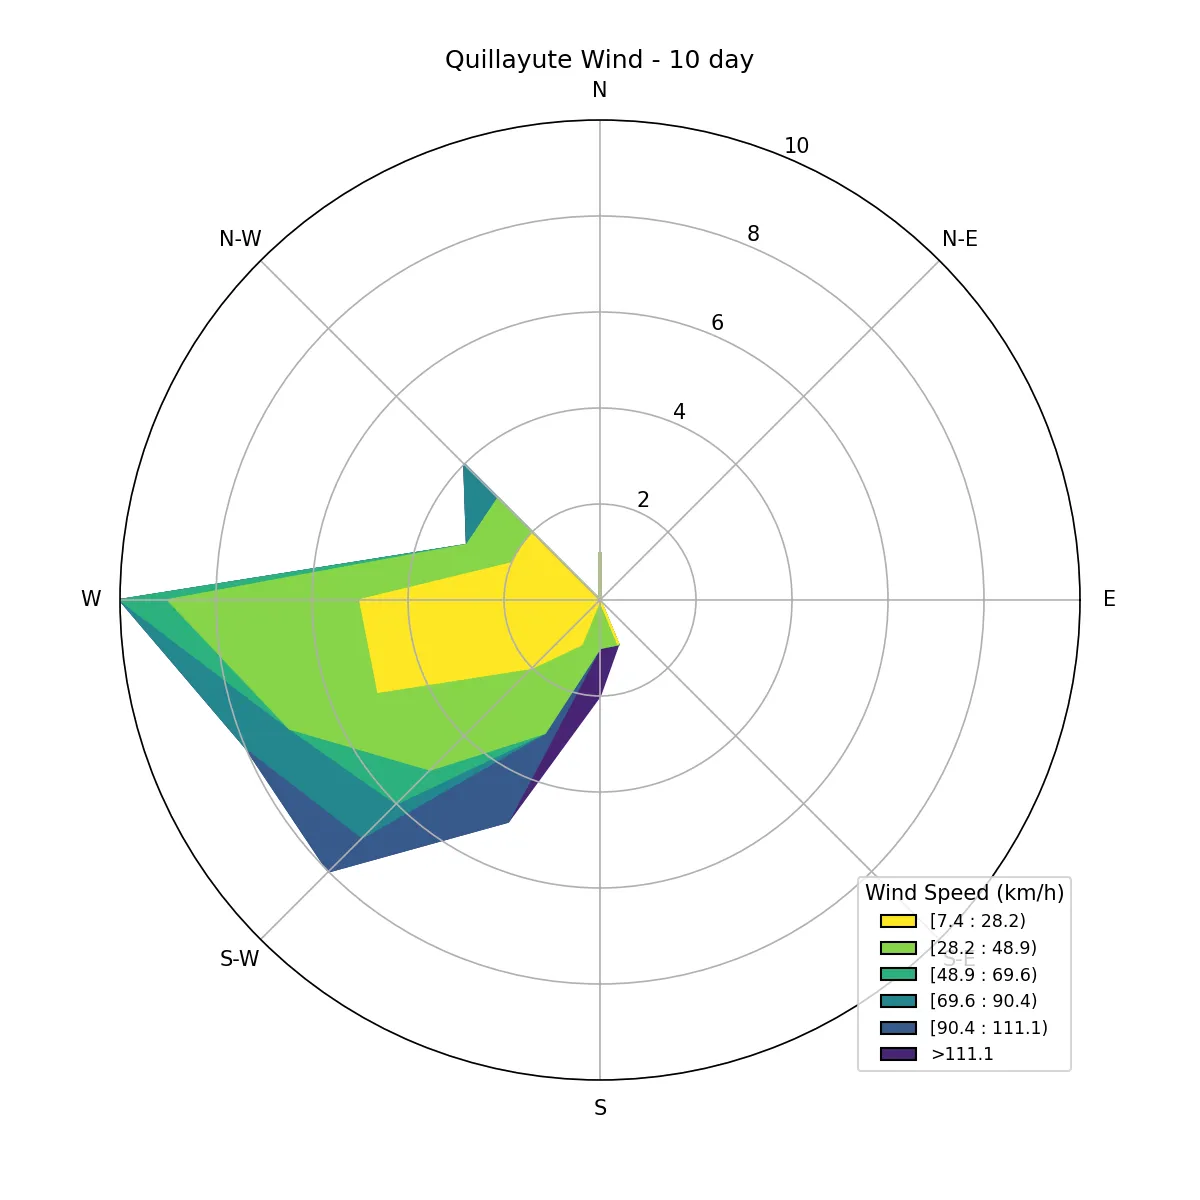 Quillayute Wind - 10 day
N
10
N-W
N-E
8
6
4
2
W
E
S-W
S-E
S
Wind Speed (km/h)
[7.4 : 28.2)
[28.2 : 48.9)
[48.9 : 69.6)
[69.6 : 90.4)
[90.4 : 111.1)
>111.1